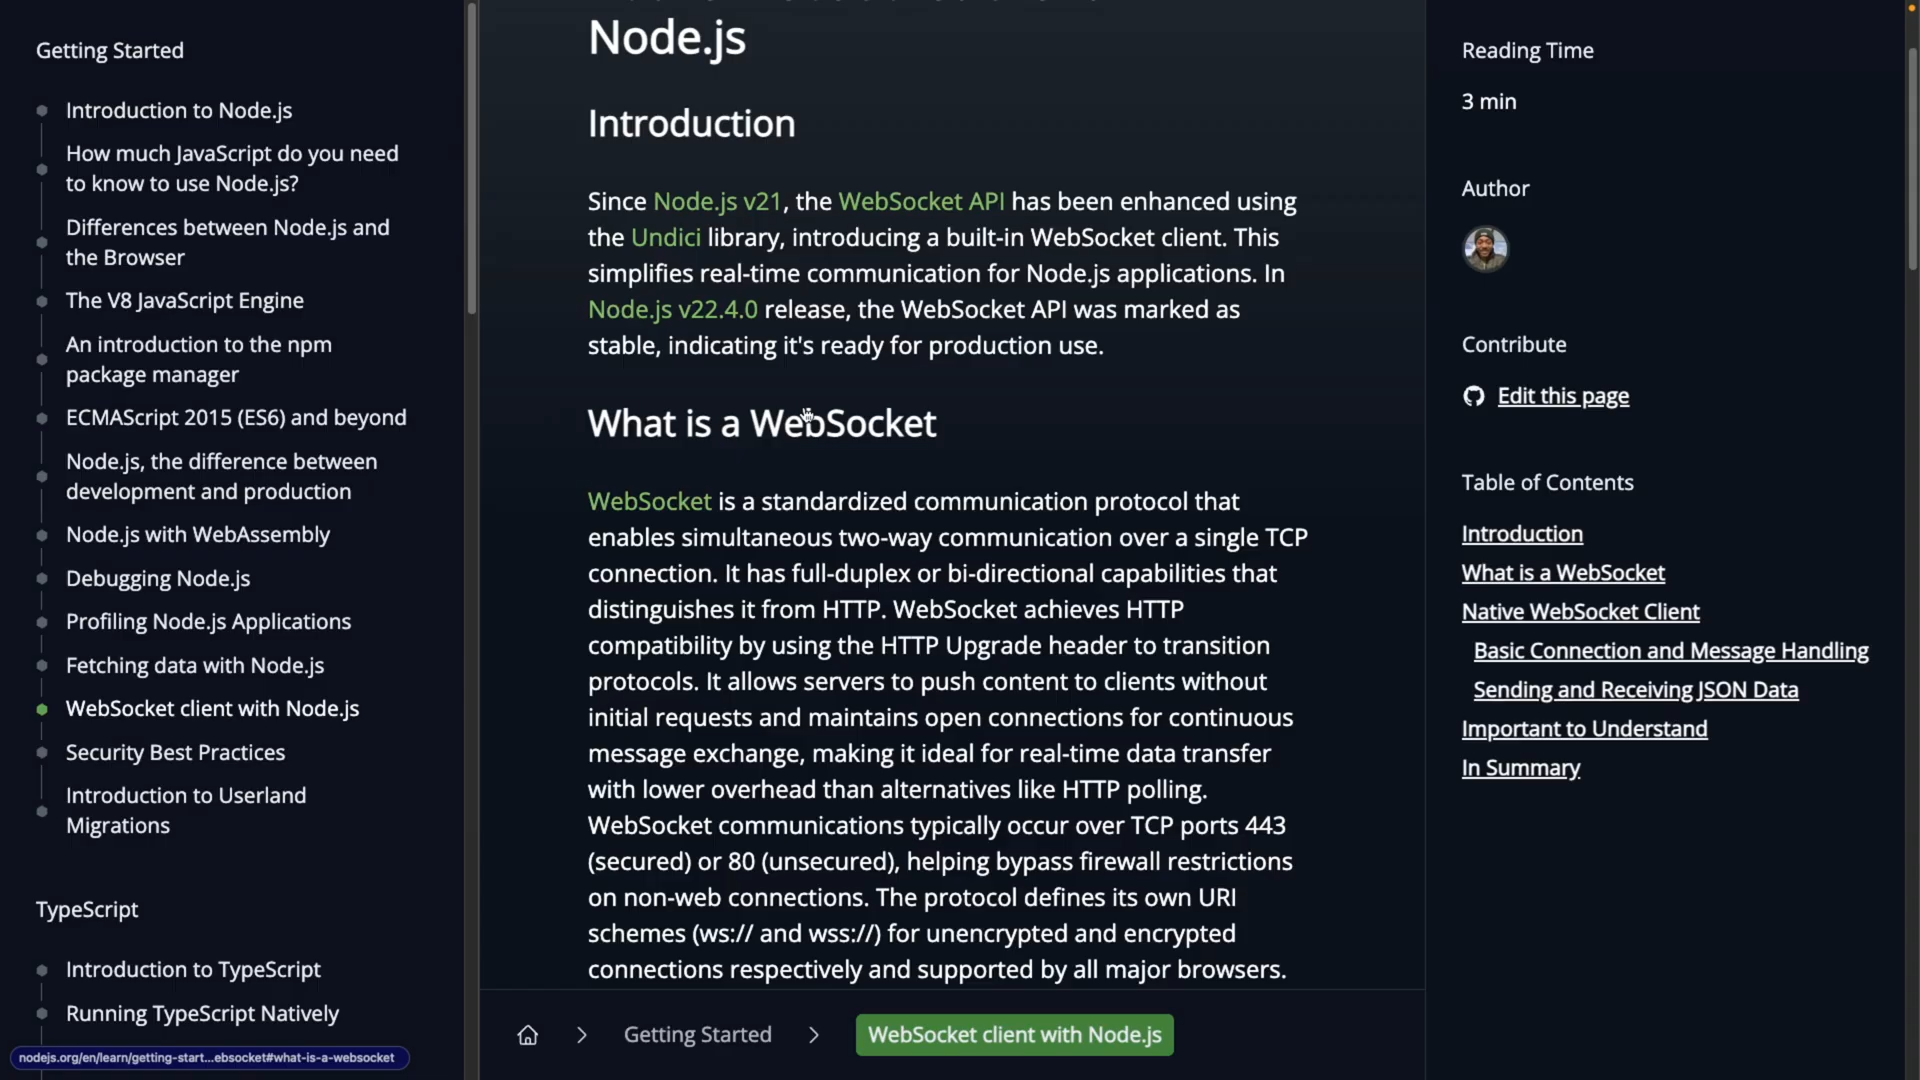 Getting Started
Introduction to Node.js
How much JavaScript do you need
to know to use Node.js?
Differences between Node.js and
the Browser
The V8 JavaScript Engine
An introduction to the npm
package manager
ECMAScript 2015 (ES6) and beyond
Node.js, the difference between
development and production
Node.js with WebAssembly
Debugging Node.js
Profiling Node.js Applications
Fetching data with Node.js
WebSocket client with Node.js
Security Best Practices
Introduction to Userland
Migrations
TypeScript
Introduction to TypeScript
Running TypeScript Natively
nodejs.org/en/learn/getting-start...ebsocket#what-is-a-websocket
Node.js
Introduction
Since Node.js v21, the WebSocket API has been enhanced using
the Undici library, introducing a built-in WebSocket client. This
simplifies real-time communication for Node.js applications. In
Node.js v22.4.0 release, the WebSocket API was marked as
stable, indicating it's ready for production use.
What is a WebSocket
WebSocket is a standardized communication protocol that
enables simultaneous two-way communication over a single TCP
connection. It has full-duplex or bi-directional capabilities that
distinguishes it from HTTP. WebSocket achieves HTTP
compatibility by using the HTTP Upgrade header to transition
protocols. It allows servers to push content to clients without
initial requests and maintains open connections for continuous
message exchange, making it ideal for real-time data transfer
with lower overhead than alternatives like HTTP polling.
WebSocket communications typically occur over TCP ports 443
(secured) or 80 (unsecured), helping bypass firewall restrictions
on non-web connections. The protocol defines its own URI
schemes (ws:// and wss://) for unencrypted and encrypted
connections respectively and supported by all major browsers.
Getting Started
WebSocket client with Node.js
Reading Time
3 min
Author
Contribute
Edit this page
Table of Contents
Introduction
What is a WebSocket
Native WebSocket Client
Basic Connection and Message Handling
Sending and Receiving JSON Data
Important to Understand
In Summary